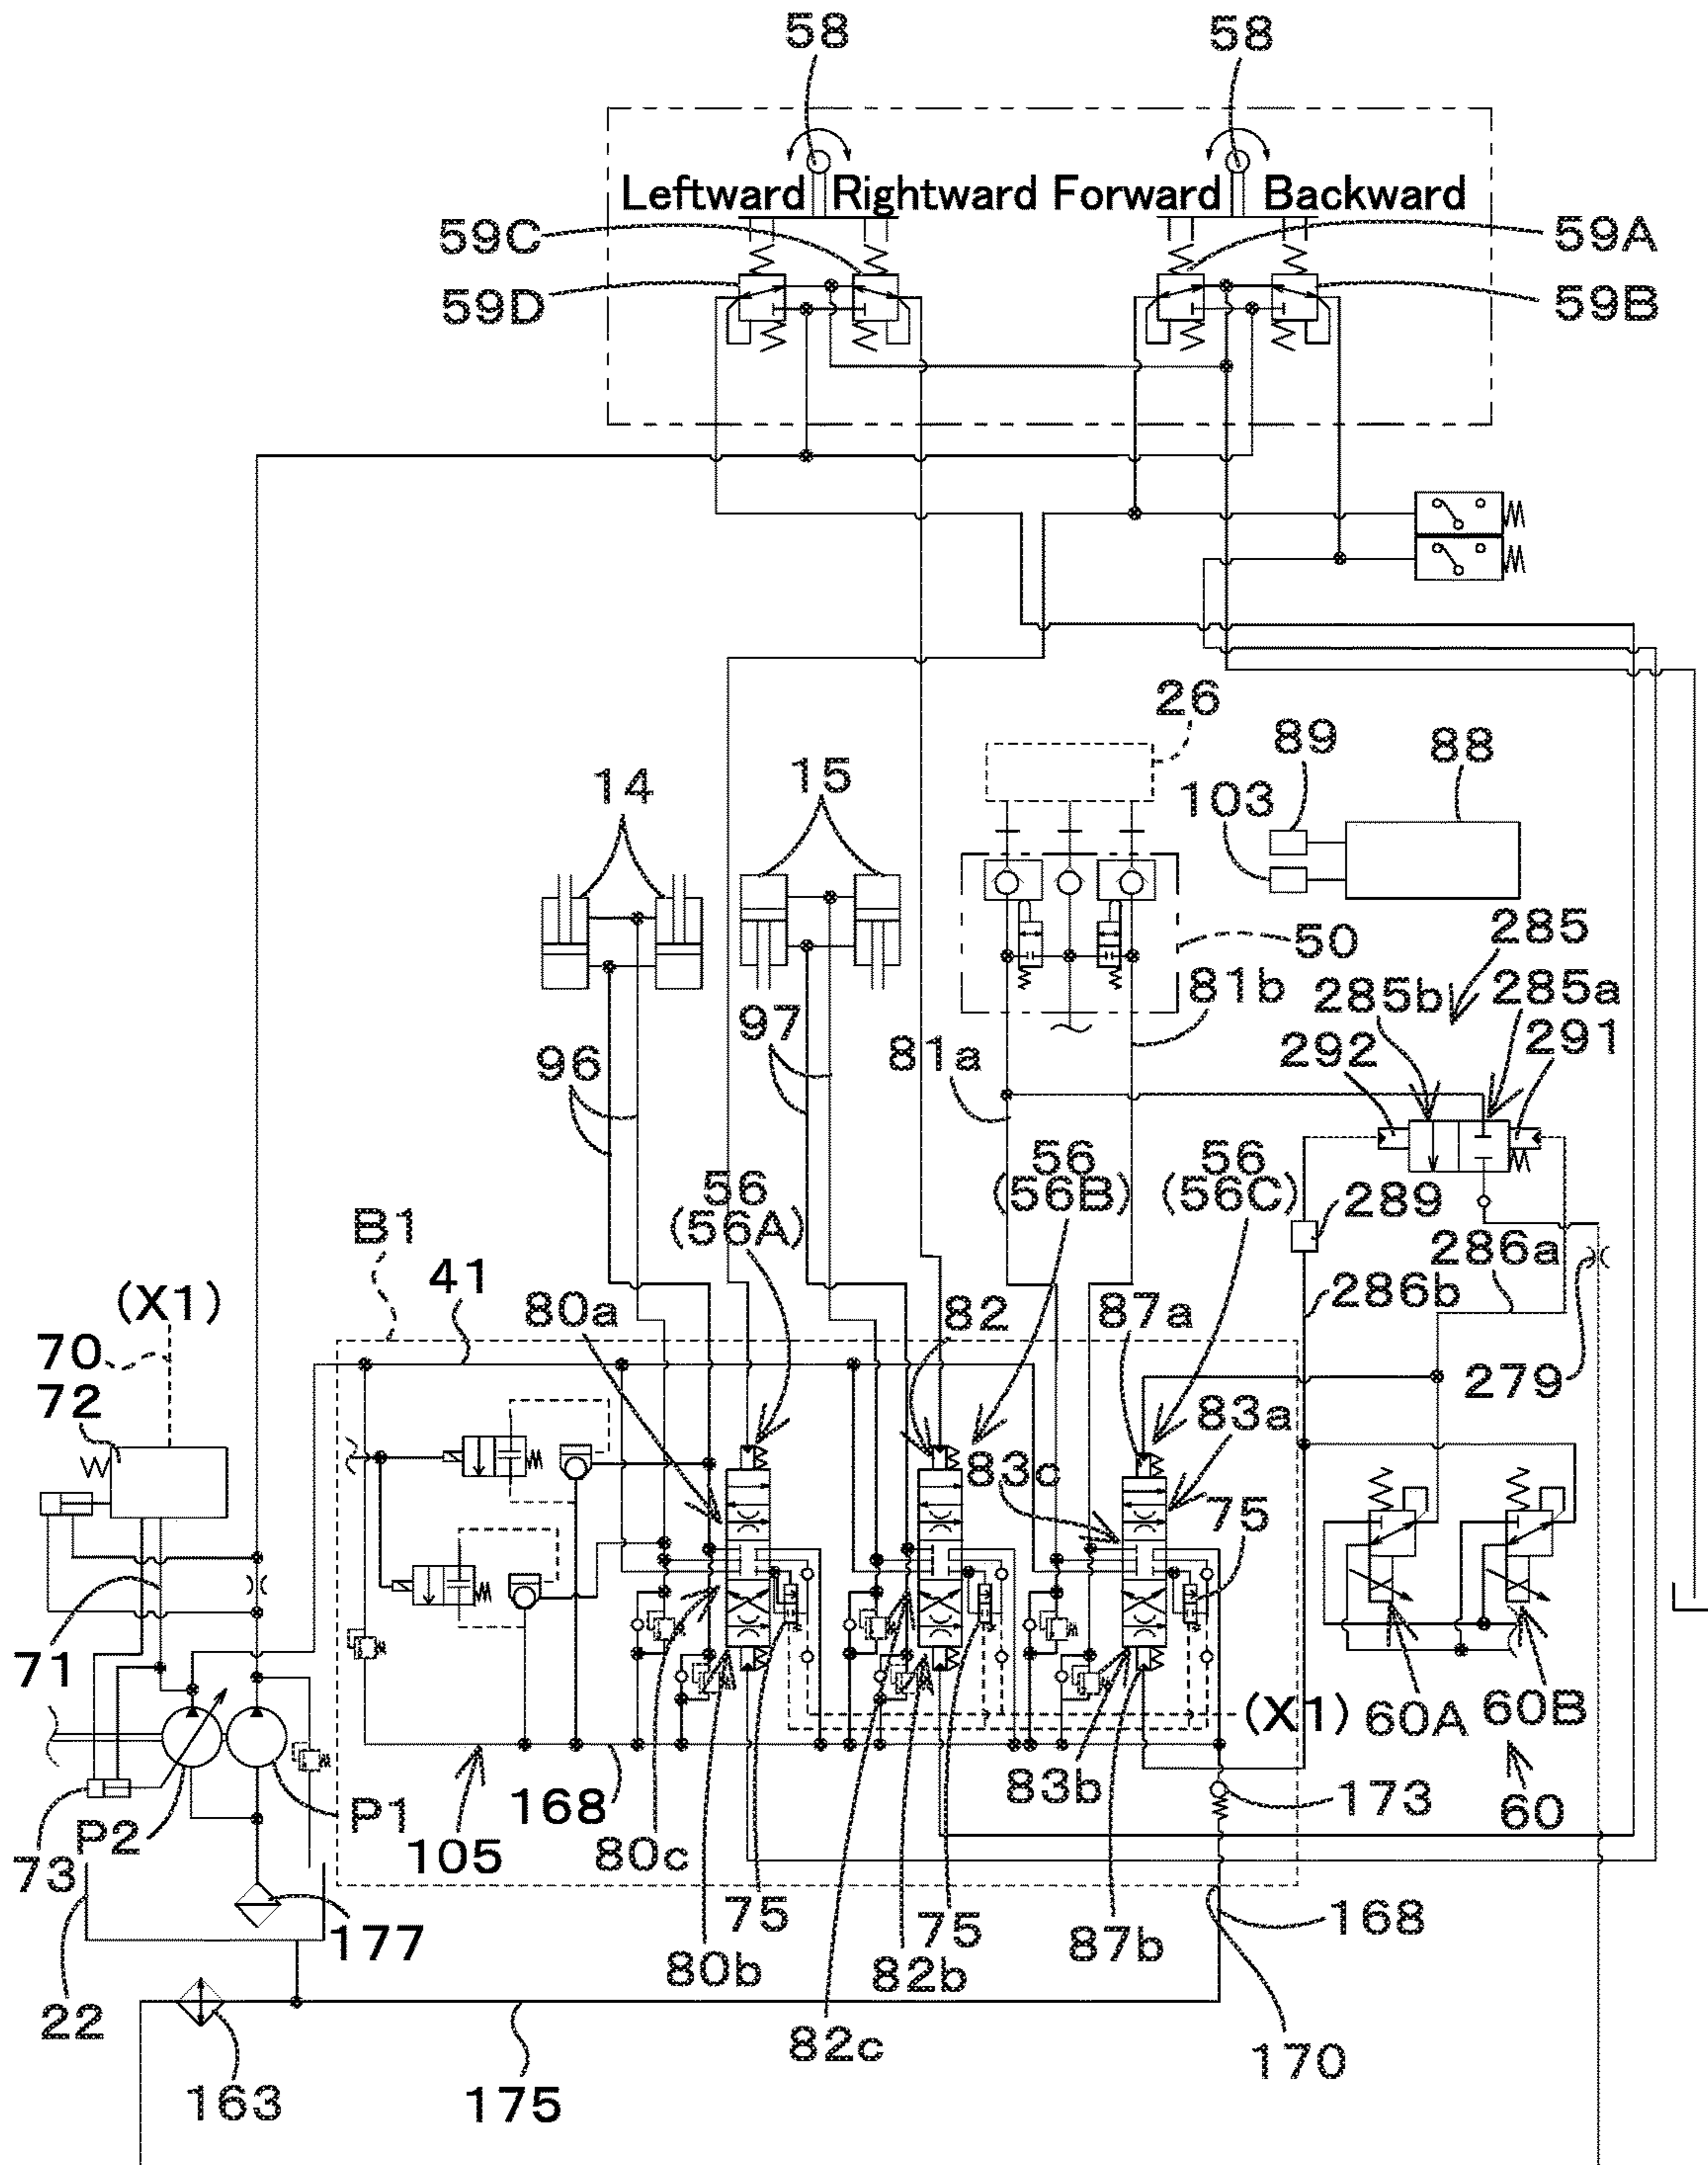 58
58
Leftward Rightward Forward Backward
59C
59A
59D
59B
26
89
88
14
15
103
285
50
81b
285b
285a
97
292
291
96
81a
56
(56A)
56
(56B)
56
(56C)
289
B1
286a
41
(X1)
80a
82
87a
286b
70
72
279
83a
83c
75
71
(X1)
60A
60B
83b
173
P2
P1
168
60
73
105
80c
75
75
168
177
80b
82b
87b
22
82c
170
163
175